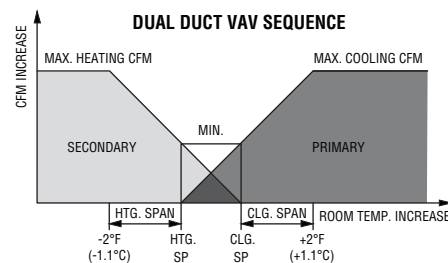 DUAL DUCT VAV SEQUENCE
CFM INCREASE
MAX. HEATING CFM
MAX. COOLING CFM
MIN.
SECONDARY
PRIMARY
HTG. SPAN
CLG. SPAN
ROOM TEMP. INCREASE
-2°F
(-1.1°C)
HTG.
SP
CLG.
SP
+2°F
(+1.1°C)